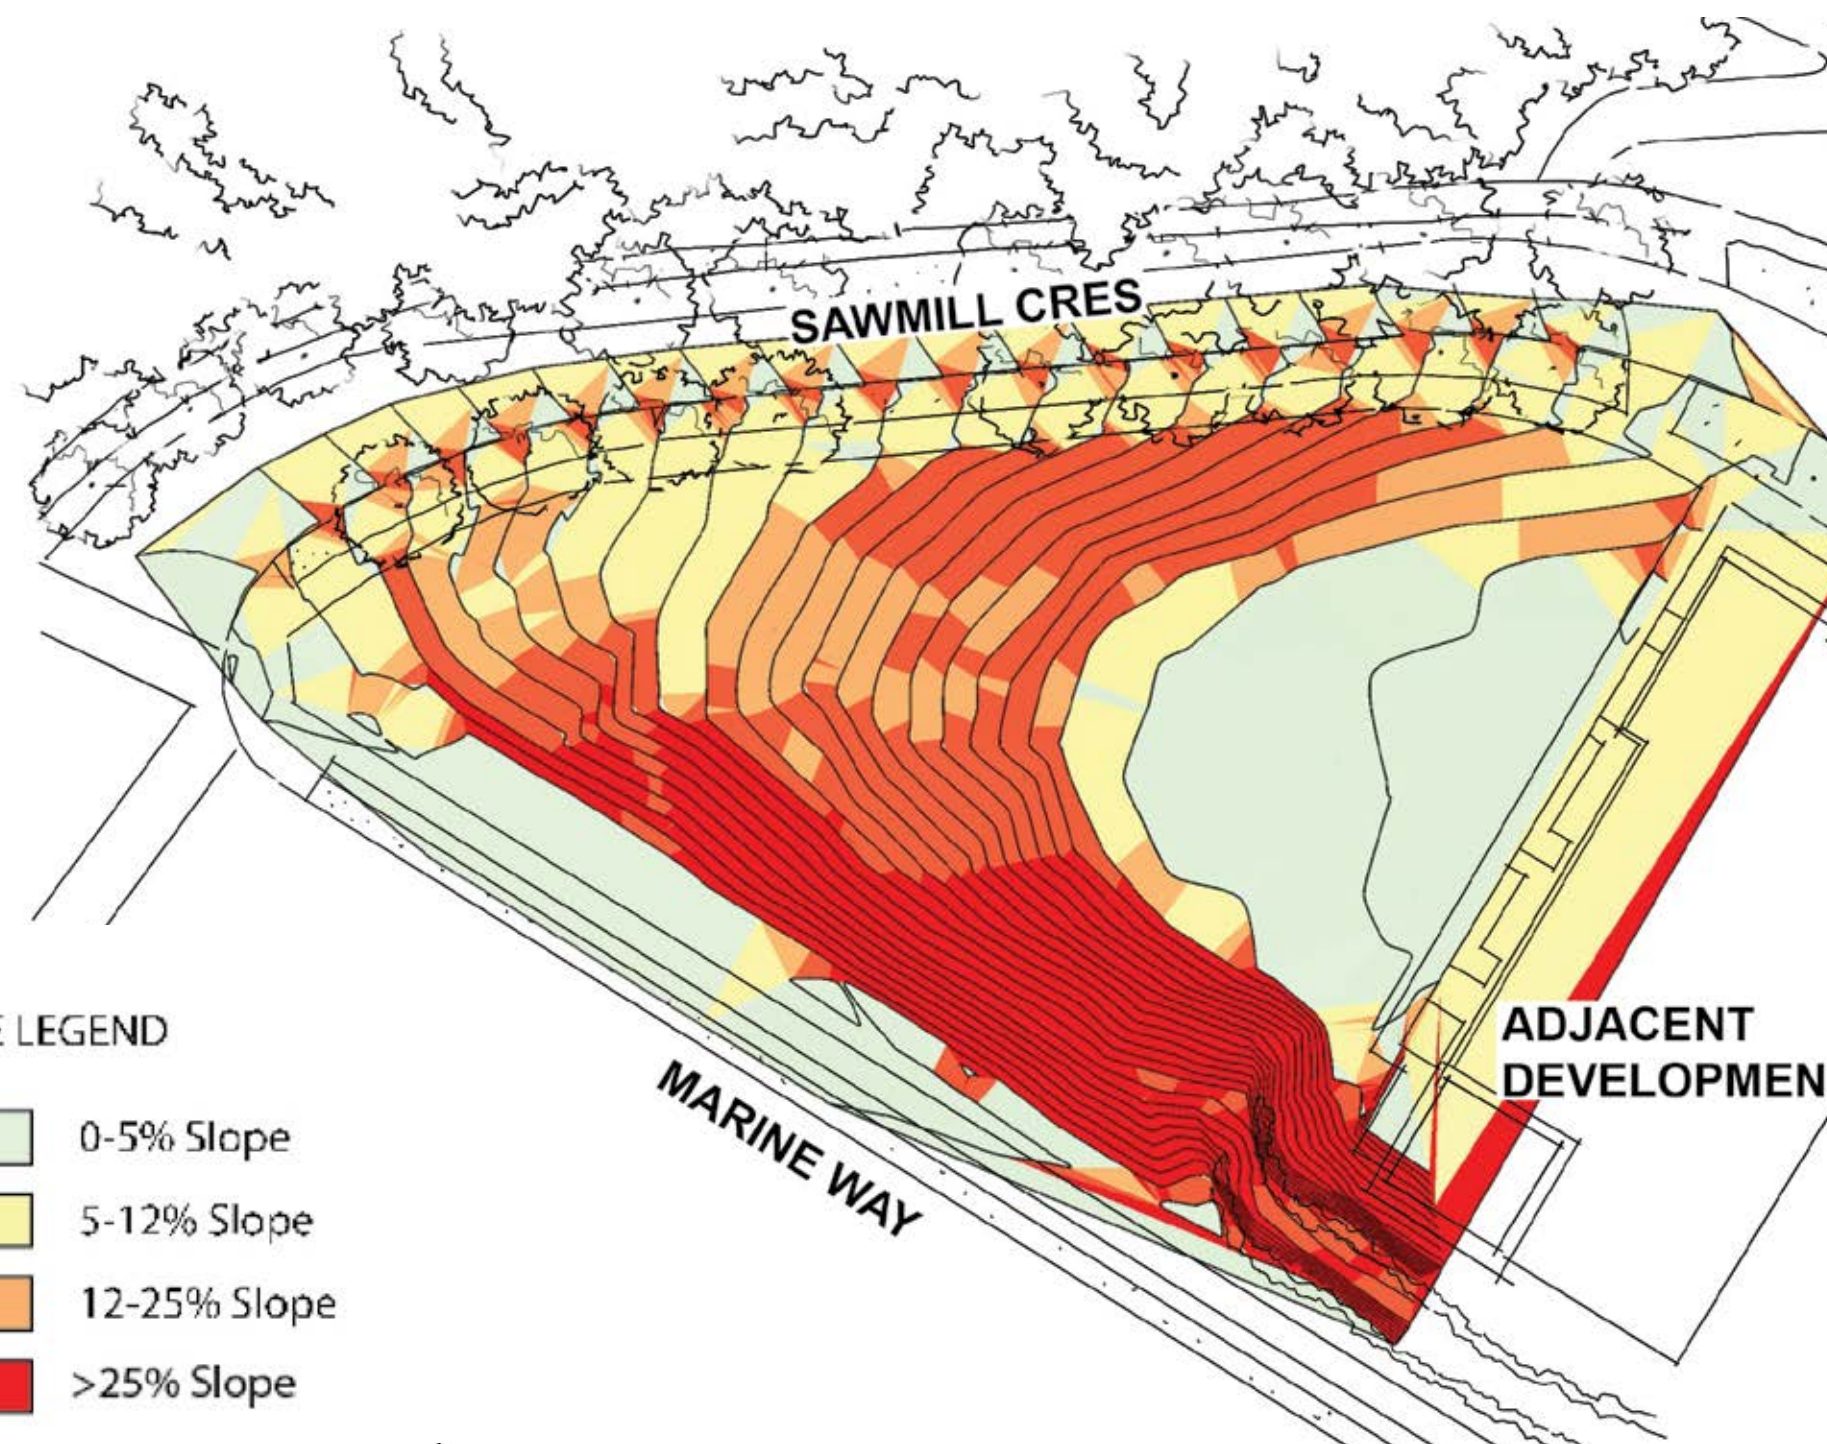 SAWMILL CRES
E LEGEND
ADJACENT
DEVELOPMEN
0-5% Slope
MARINE WAY
5-12% Slope
12-25% Slope
>25% Slope